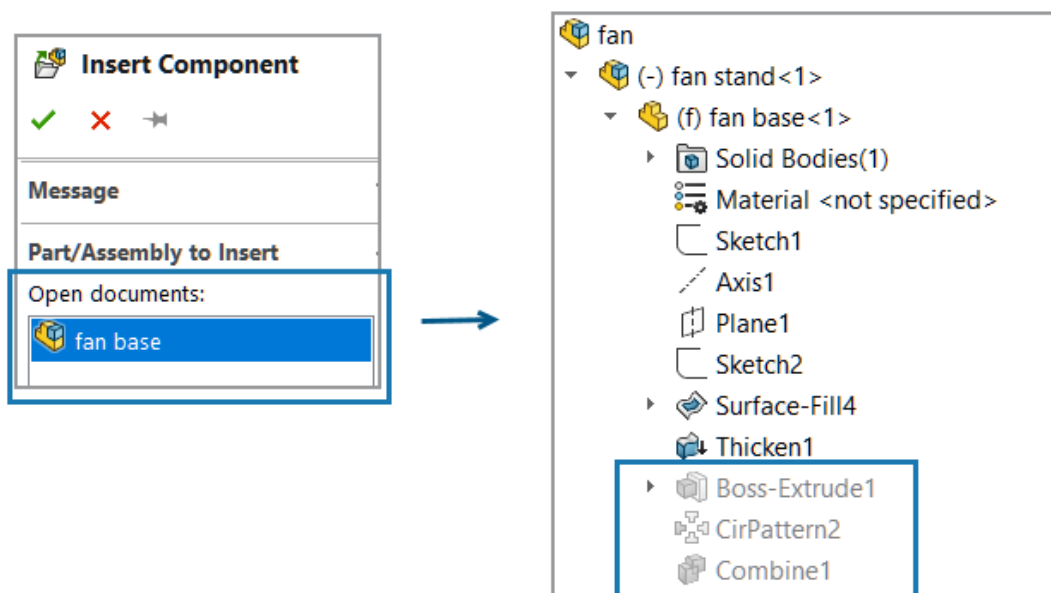 Insert Component
Message
Part/Assembly to Insert
Open documents:
fan base
fan
(-) fan stand<1>
(f) fan base<1>
Solid Bodies(1)
Material <not specified>
Sketch1
Axis1
Plane1
Sketch2
Surface-Fill4
Thicken1
Boss-Extrude1
CirPattern2
Combine1